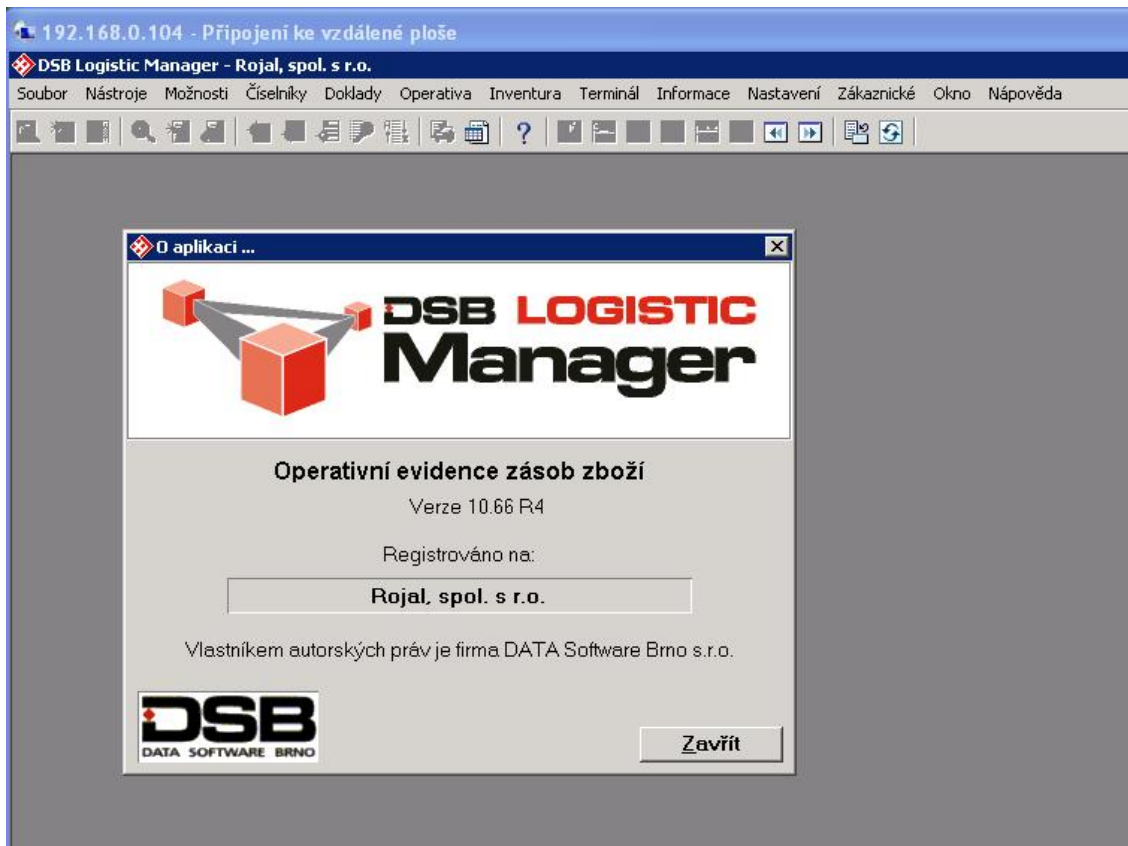 192.168.0.104 - Připojení ke vzdálené ploše
DSB Logistic Manager - Rojal, spol. s r.o.
Soubor Nástroje Možnosti Číselníky Doklady Operativa Inventura Terminál Informace Nastavení Zákaznické Okno Nápověda
O aplikaci ...
DSB LOGISTIC
Manager
Operativní evidence zásob zboží
Verze 10.66 R4
Registrováno na:
Rojal, spol. s r.o.
Vlastníkem autorských práv je firma DATA Software Brno s.r.o.
DSB
DATA SOFTWARE BRNO
Zavřít